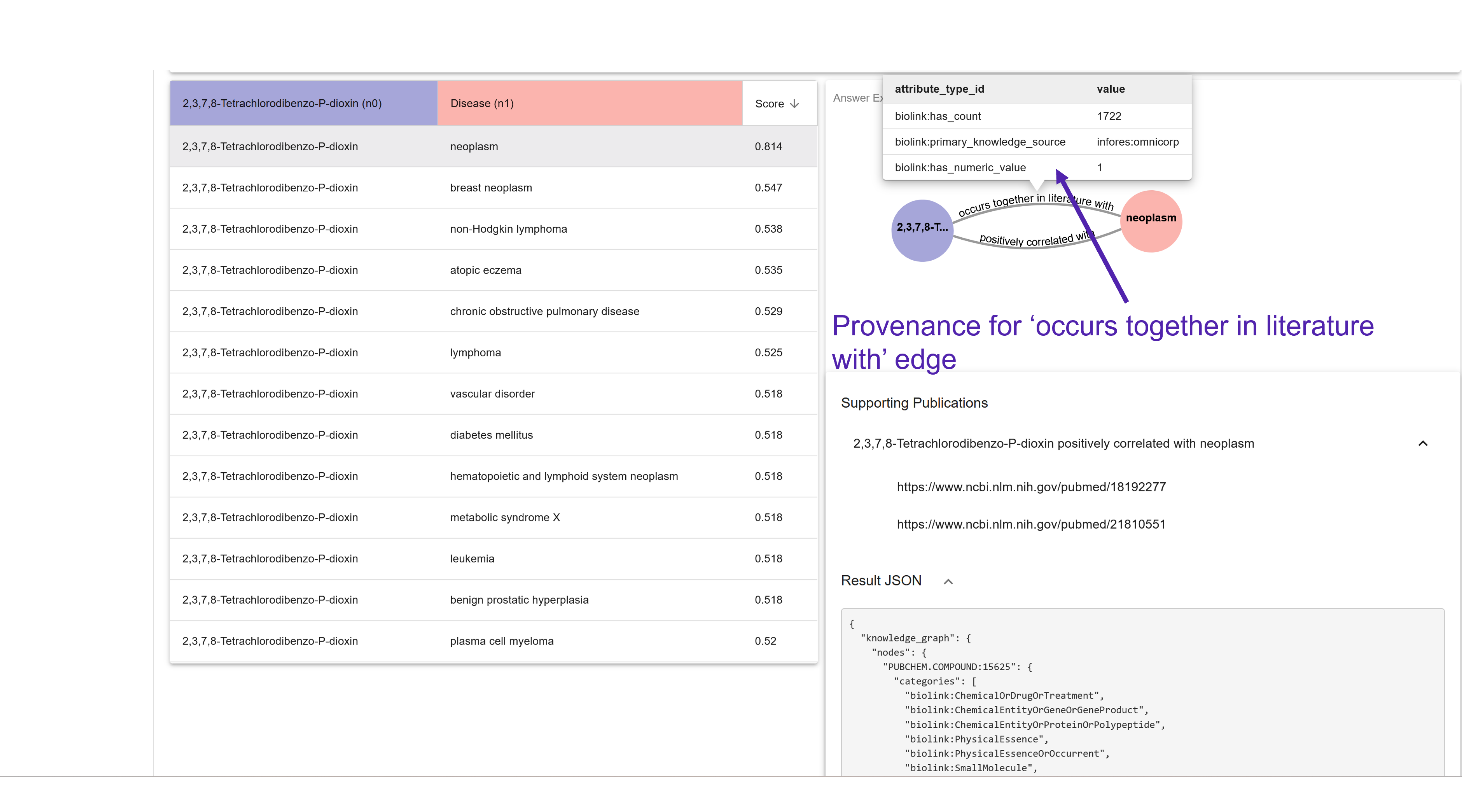 2,3,7,8-Tetrachlorodibenzo-P-dioxin (n0) Disease (n1) Score
2,3,7,8-Tetrachlorodibenzo-P-dioxin neoplasm 0.814
2,3,7,8-Tetrachlorodibenzo-P-dioxin breast neoplasm 0.547
2,3,7,8-Tetrachlorodibenzo-P-dioxin non-Hodgkin lymphoma 0.538
2,3,7,8-Tetrachlorodibenzo-P-dioxin atopic eczema 0.535
2,3,7,8-Tetrachlorodibenzo-P-dioxin chronic obstructive pulmonary disease 0.529
2,3,7,8-Tetrachlorodibenzo-P-dioxin lymphoma 0.525
2,3,7,8-Tetrachlorodibenzo-P-dioxin vascular disorder 0.518
2,3,7,8-Tetrachlorodibenzo-P-dioxin diabetes mellitus 0.518
2,3,7,8-Tetrachlorodibenzo-P-dioxin hematopoietic and lymphoid system neoplasm 0.518
2,3,7,8-Tetrachlorodibenzo-P-dioxin metabolic syndrome X 0.518
2,3,7,8-Tetrachlorodibenzo-P-dioxin leukemia 0.518
2,3,7,8-Tetrachlorodibenzo-P-dioxin benign prostatic hyperplasia 0.518
2,3,7,8-Tetrachlorodibenzo-P-dioxin plasma cell myeloma 0.52
Answer Ex
attribute_type_id value
biolink:has_count 1722
biolink:primary_knowledge_source infores:omnicorp
biolink:has_numeric_value 1
occurs together in literature with
2,3,7,8-T...
neoplasm
positively correlated with
Provenance for ‘occurs together in literature
with’ edge
Supporting Publications
2,3,7,8-Tetrachlorodibenzo-P-dioxin positively correlated with neoplasm
https://www.ncbi.nlm.nih.gov/pubmed/18192277
https://www.ncbi.nlm.nih.gov/pubmed/21810551
Result JSON
{
"knowledge_graph": {
"nodes": {
"PUBCHEM.COMPOUND:15625": {
"categories": [
"biolink:ChemicalOrDrugOrTreatment",
"biolink:ChemicalEntityOrGeneOrGeneProduct",
"biolink:ChemicalEntityOrProteinOrPolypeptide",
"biolink:PhysicalEssence",
"biolink:PhysicalEssenceOrOccurrent",
"biolink:SmallMolecule",